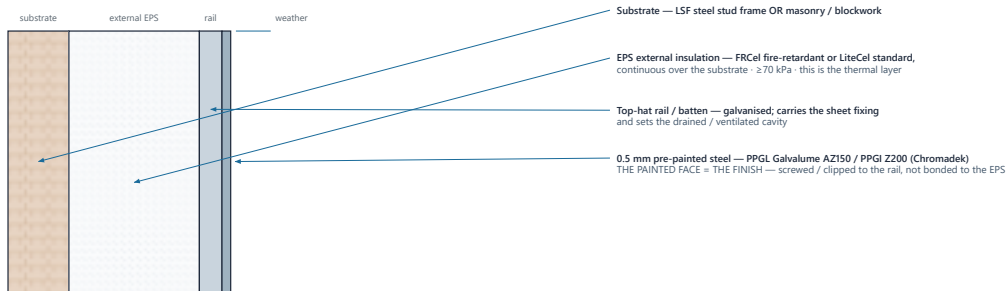 substrate
external EPS
rail
weather
Substrate — LSF steel stud frame OR masonry / blockwork
EPS external insulation — FRCel fire-retardant or LiteCel standard,
continuous over the substrate · ≥70 kPa · this is the thermal layer
Top-hat rail / batten — galvanised; carries the sheet fixing
and sets the drained / ventilated cavity
0.5 mm pre-painted steel — PPGL Galvalume AZ150 / PPGI Z200 (Chromadek)
THE PAINTED FACE = THE FINISH — screwed / clipped to the rail, not bonded to the EPS